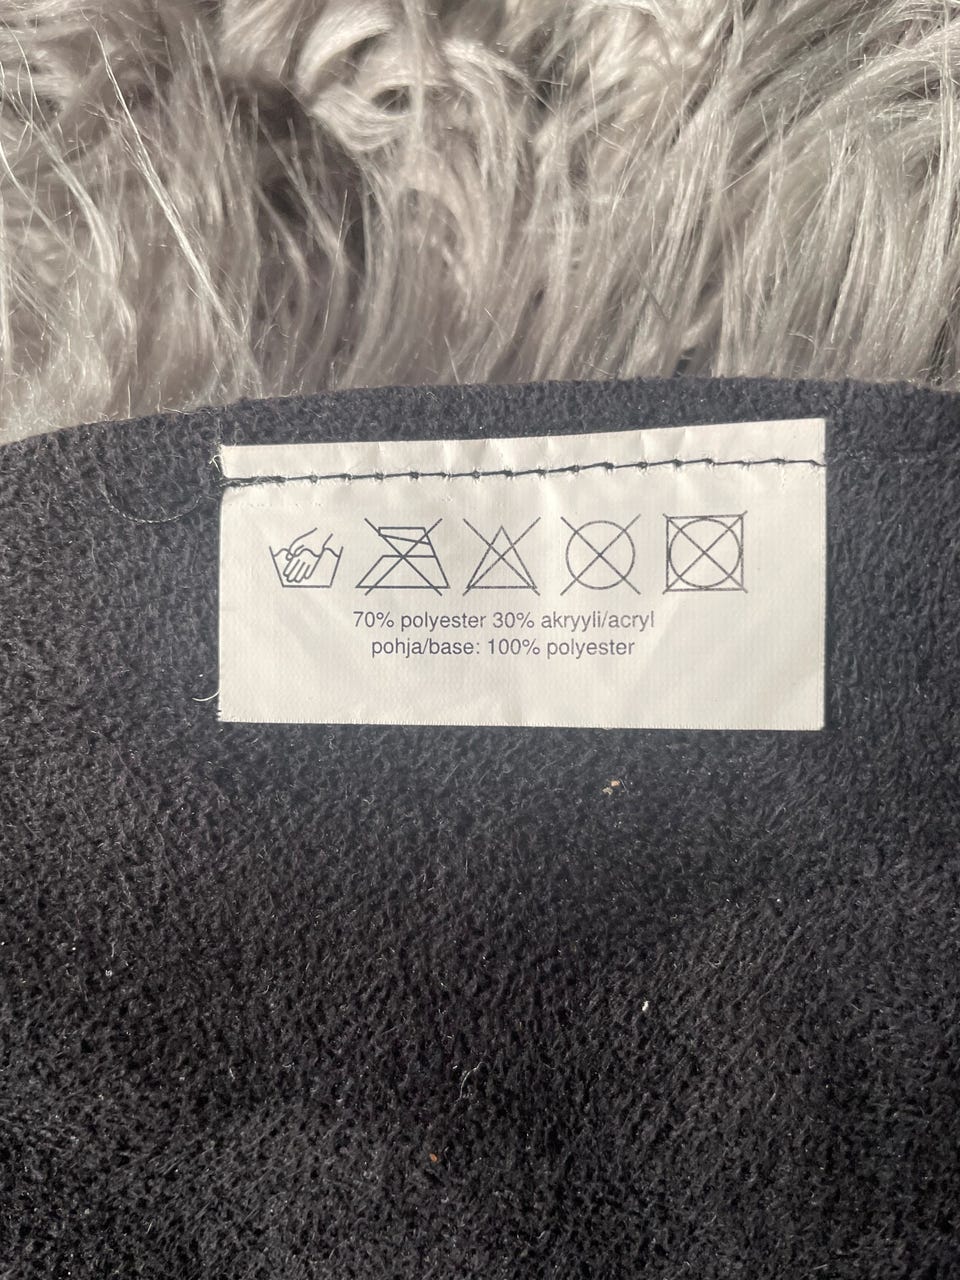 70% polyester 30% akryyli/acryl
pohja/base: 100% polyester